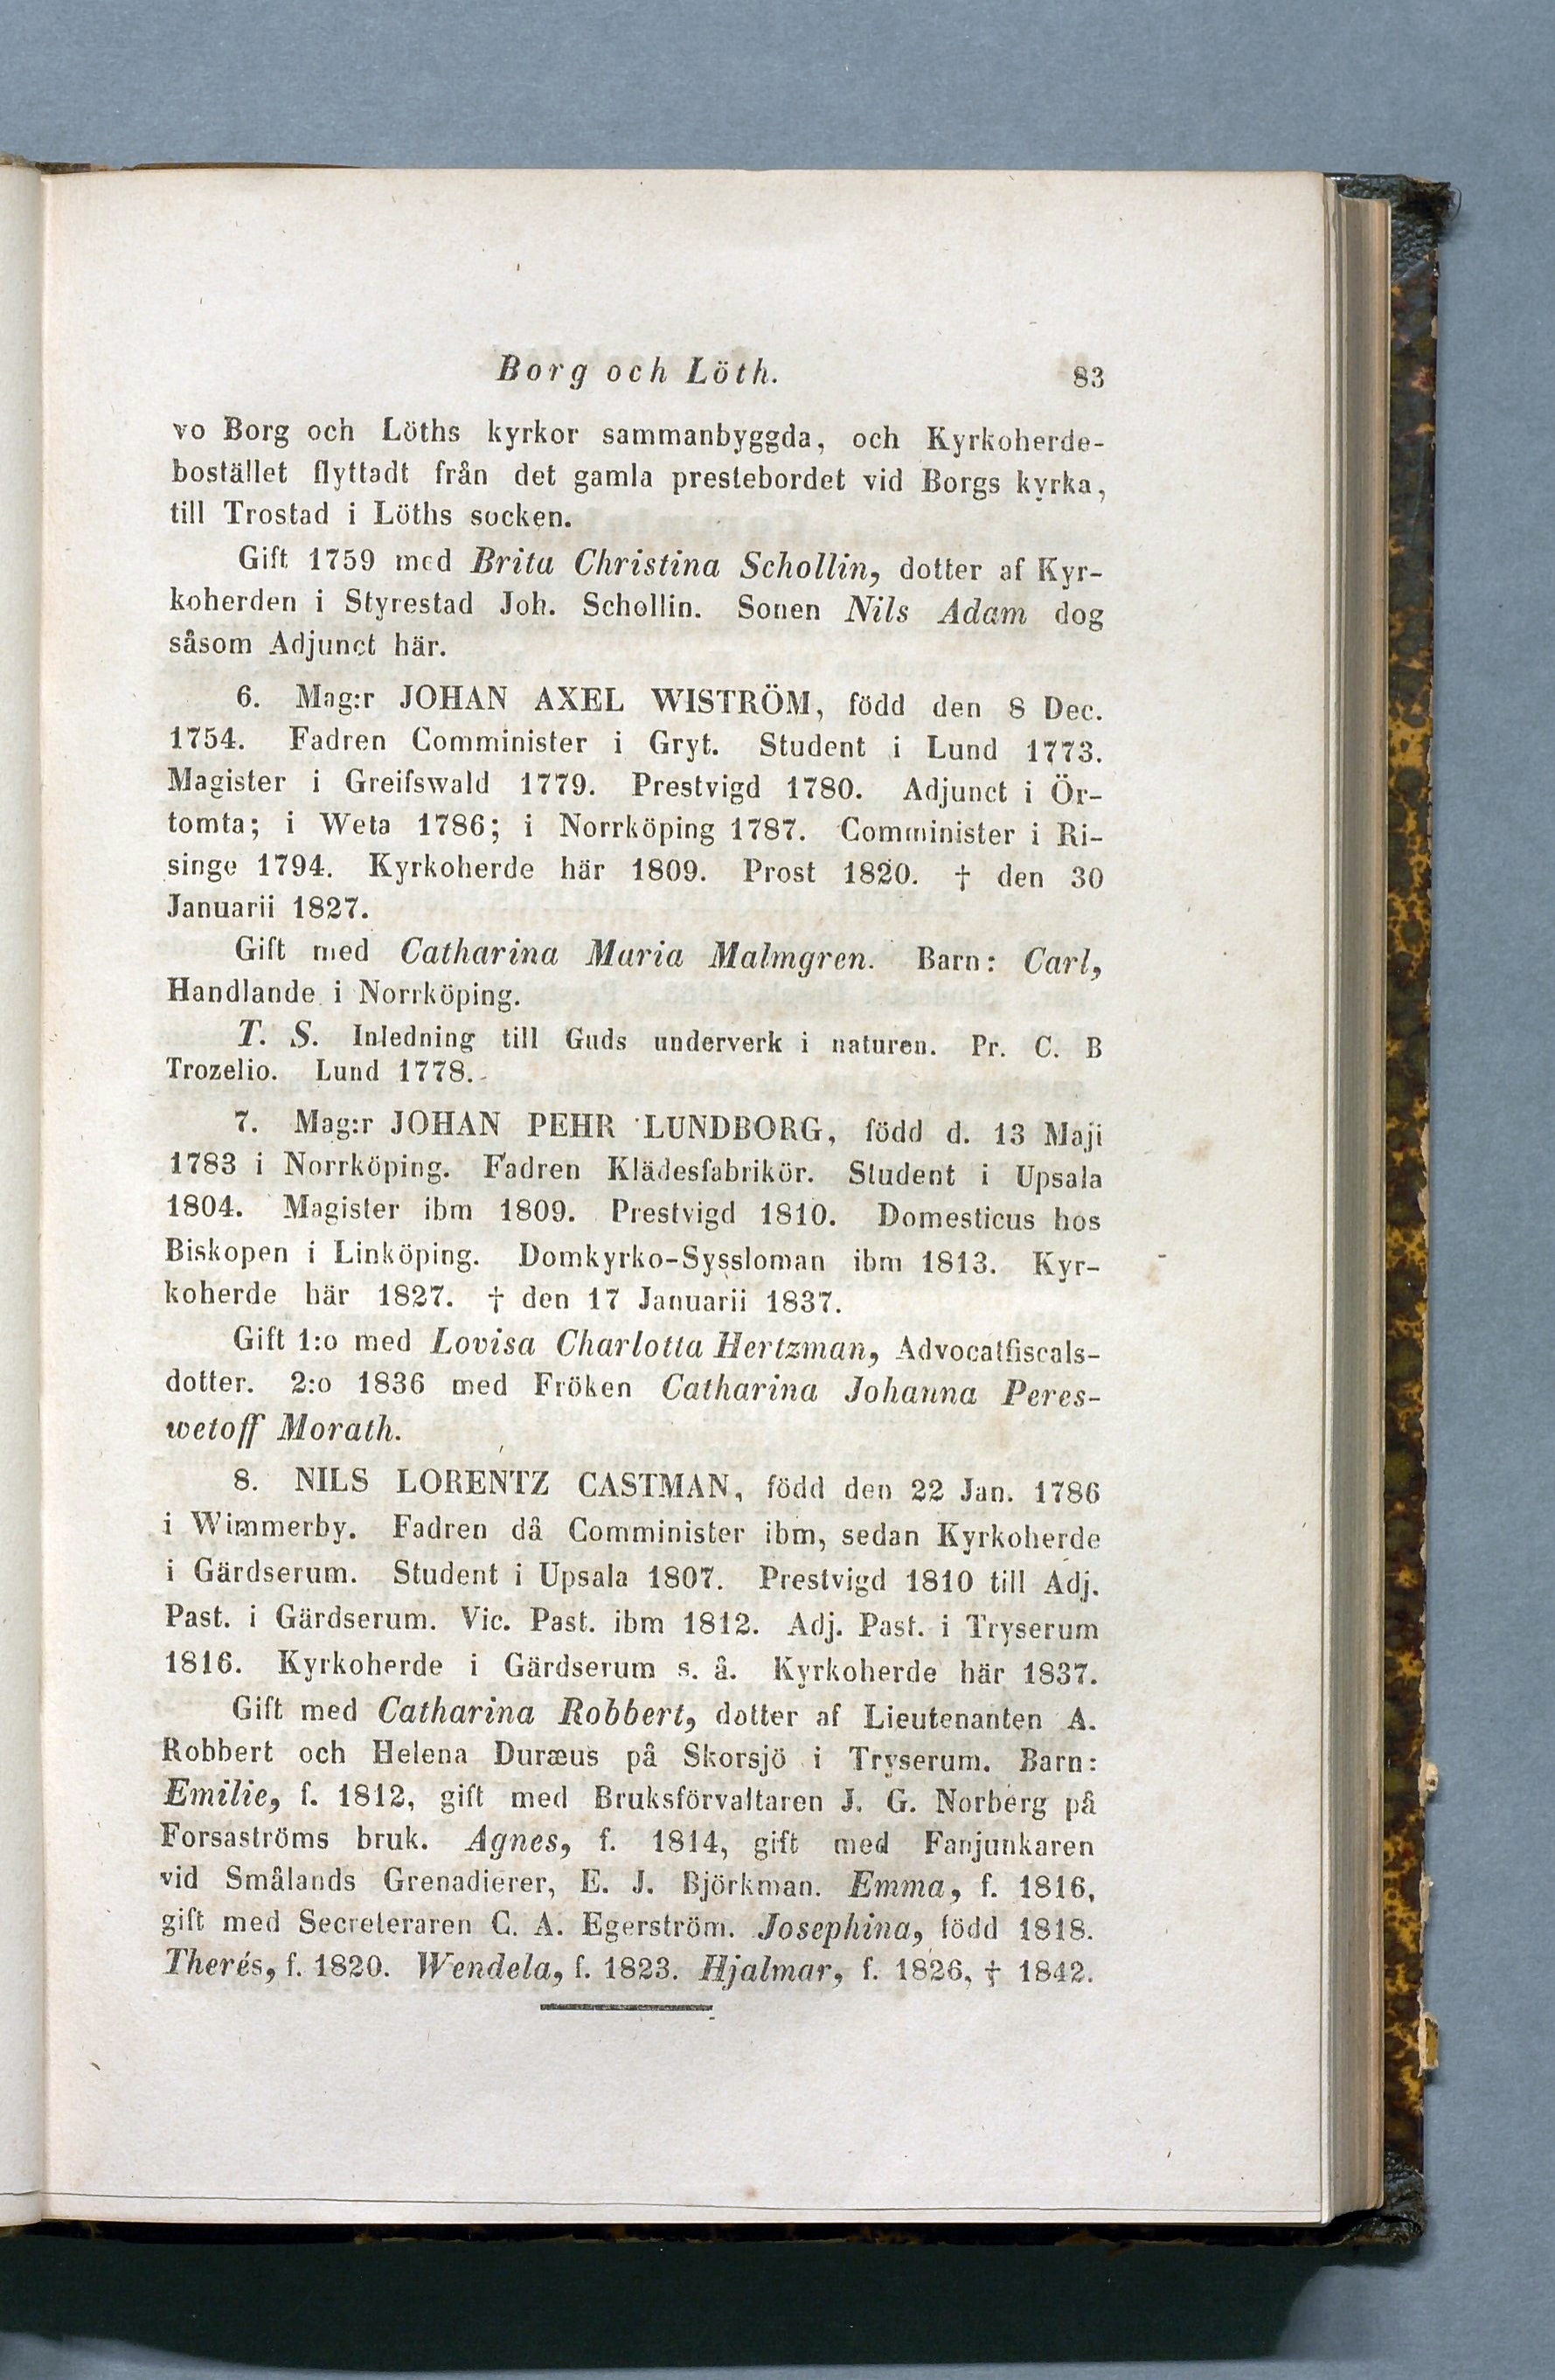 Borg och Löth. 83
vo Borg och Löths kyrkor sammanbyggda, och Kyrkoherde-
bostället flyttadt från det gamla prestebordet vid Borgs kyrka,
till Trostad i Löths socken.
Gift 1759 med Brita Christina Schollin, dotter af Kyr-
koherden i Styrestad Joh. Schollin. Sonen Nils Adam dog
såsom Adjunct här.
6. Mag:r JOHAN AXEL WISTRÖM, född den 8 Dec.
1754. Fadren Comminister i Gryt. Student i Lund 1773.
Magister i Greifswald 1779. Prestvigd 1780. Adjunct i Ör-
tomta; i Weta 1786; i Norrköping 1787. Comminister i Ri-
singe 1794. Kyrkoherde här 1809. Prost 1820. † den 30
Januarii 1827.
Gift med Catharina Maria Malmgren. Barn: Carl,
Handlande i Norrköping.
T. S. Inledning till Guds underverk i naturen. Pr. C. B
Trozelio. Lund 1778.
7. Mag:r JOHAN PEHR LUNDBORG, född d. 13 Maji
1783 i Norrköping. Fadren Klädesfabrikör. Student i Upsala
1804. Magister ibm 1809. Prestvigd 1810. Domesticus hos
Biskopen i Linköping. Domkyrko-Syssloman ibm 1813. Kyr-
koherde här 1827. † den 17 Januarii 1837.
Gift 1:o med Lovisa Charlotta Hertzman, Advocatfiscals-
dotter. 2:o 1836 med Fröken Catharina Johanna Peres-
wetoff Morath.
8. NILS LORENTZ CASTMAN, född den 22 Jan. 1786
i Wimmerby. Fadren då Comminister ibm, sedan Kyrkoherde
i Gärdserum. Student i Upsala 1807. Prestvigd 1810 till Adj.
Past. i Gärdserum. Vic. Past. ibm 1812. Adj. Past. i Tryserum
1816. Kyrkoherde i Gärdserum s. å. Kyrkoherde här 1837.
Gift med Catharina Robbert, dotter af Lieutenanten A.
Robbert och Helena Duræus på Skorsjö i Tryserum. Barn:
Emilie, f. 1812, gift med Bruksförvaltaren J. G. Norberg på
Forsaströms bruk. Agnes, f. 1814, gift med Fanjunkaren
vid Smålands Grenadierer, E. J. Björkman. Emma, f. 1816,
gift med Secreteraren C. A. Egerström. Josephina, född 1818.
Therés, f. 1820. Wendela, f. 1823. Hjalmar, f. 1826, † 1842.